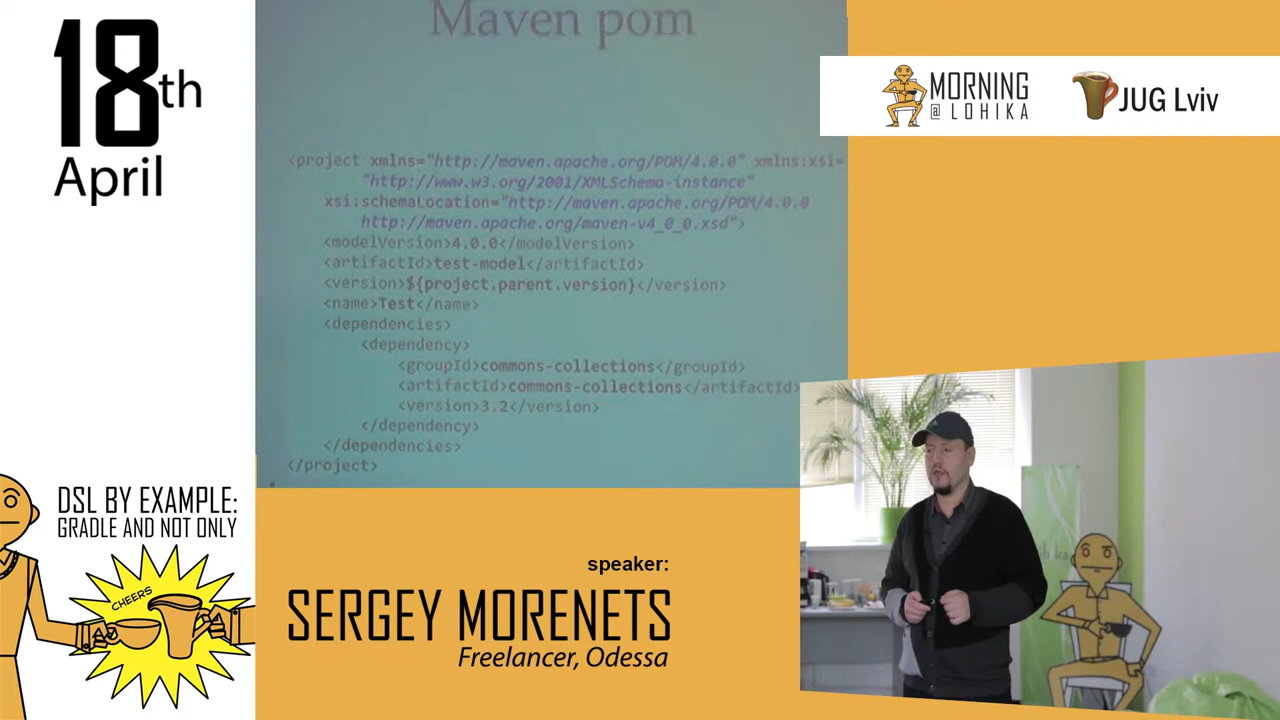 18th
April
Maven pom
<project xmlns="http://maven.apache.org/POM/4.0.0" xmlns:xsi=
"http://www.w3.org/2001/XMLSchema-instance"
xsi:schemaLocation="http://maven.apache.org/POM/4.0.0
http://maven.apache.org/maven-v4_0_0.xsd">
<modelVersion>4.0.0</modelVersion>
<artifactId>test-model</artifactId>
<version>${project.parent.version}</version>
<name>Test</name>
<dependencies>
<dependency>
<groupId>commons-collections</groupId>
<artifactId>commons-collections</artifactId>
<version>3.2</version>
</dependency>
</dependencies>
</project>
MORNING
@ LOHIKA
JUG Lviv
DSL BY EXAMPLE:
GRADLE AND NOT ONLY
CHEERS
speaker:
SERGEY MORENETS
Freelancer, Odessa